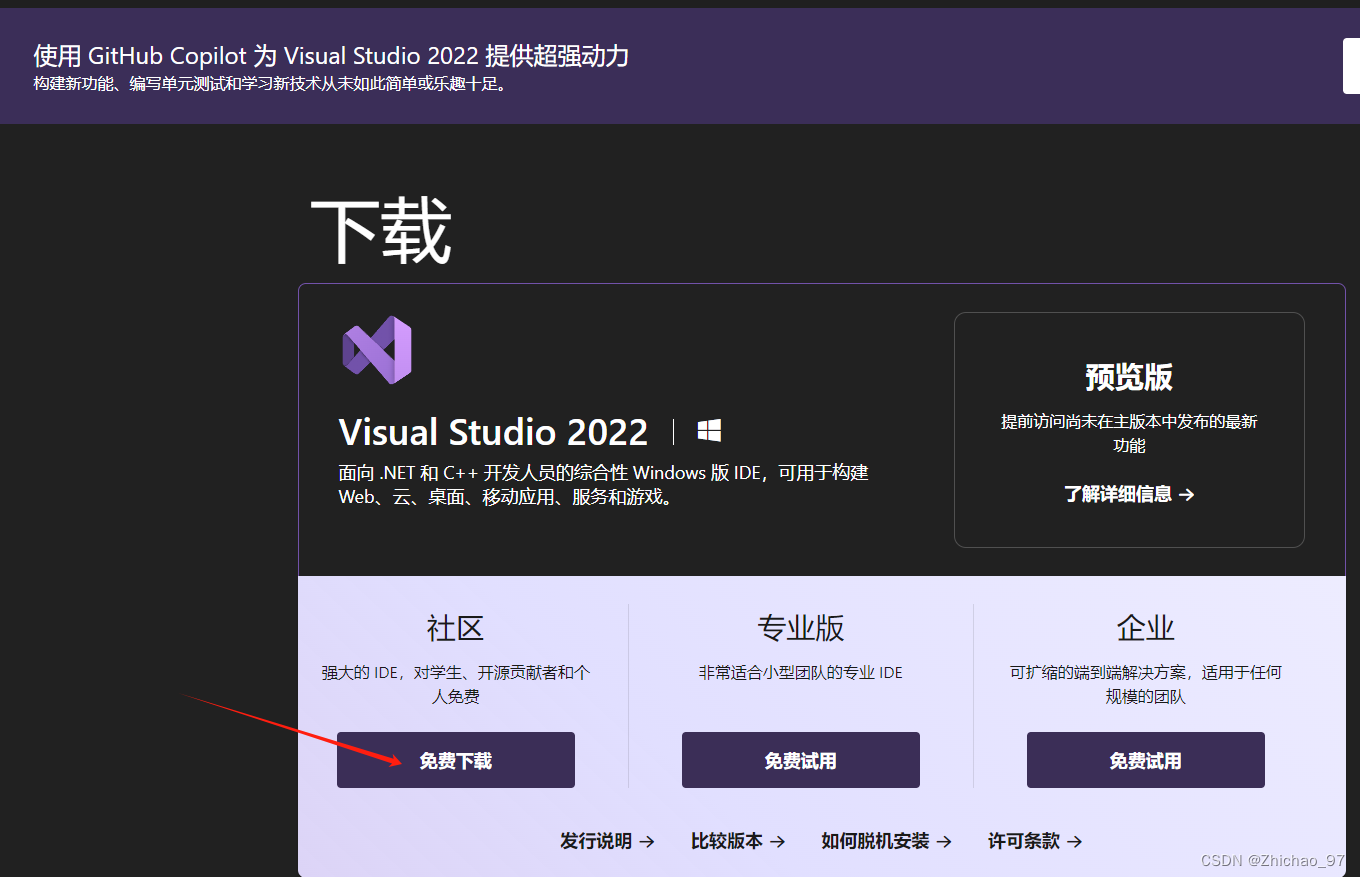 使用 GitHub Copilot 为 Visual Studio 2022 提供超强动力
构建新功能、编写单元测试和学习新技术从未如此简单或乐趣十足。
下载
Visual Studio 2022
面向 .NET 和 C++ 开发人员的综合性 Windows 版 IDE，可用于构建
Web、云、桌面、移动应用、服务和游戏。
预览版
提前访问尚未在主版本中发布的最新
功能
了解详细信息 →
社区
强大的 IDE，对学生、开源贡献者和个
人免费
免费下载
专业版
非常适合小型团队的专业 IDE
免费试用
企业
可扩缩的端到端解决方案，适用于任何
规模的团队
免费试用
发行说明 → 比较版本 → 如何脱机安装 → 许可条款 →
CSDN @Zhichao_97